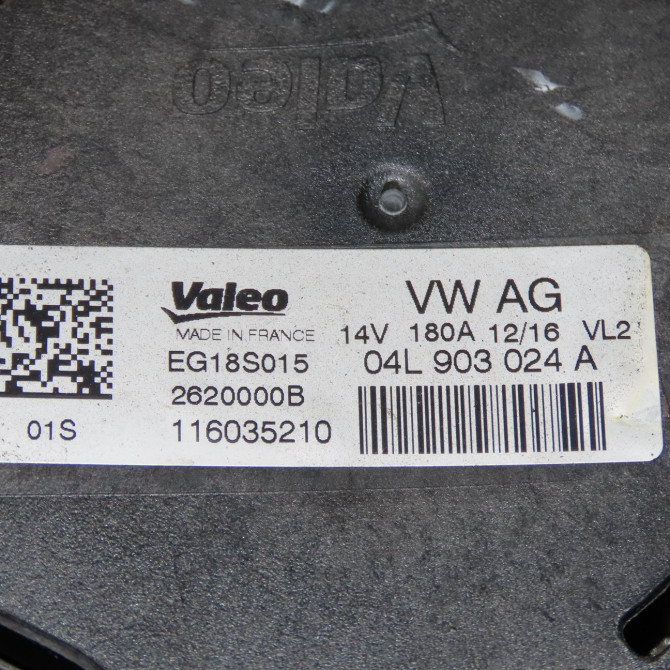 Valeo
Valeo
MADE IN FRANCE
EG18S015
2620000B
116035210
01S
VW AG
14V 180A 12/16 VL2
04L 903 024 A